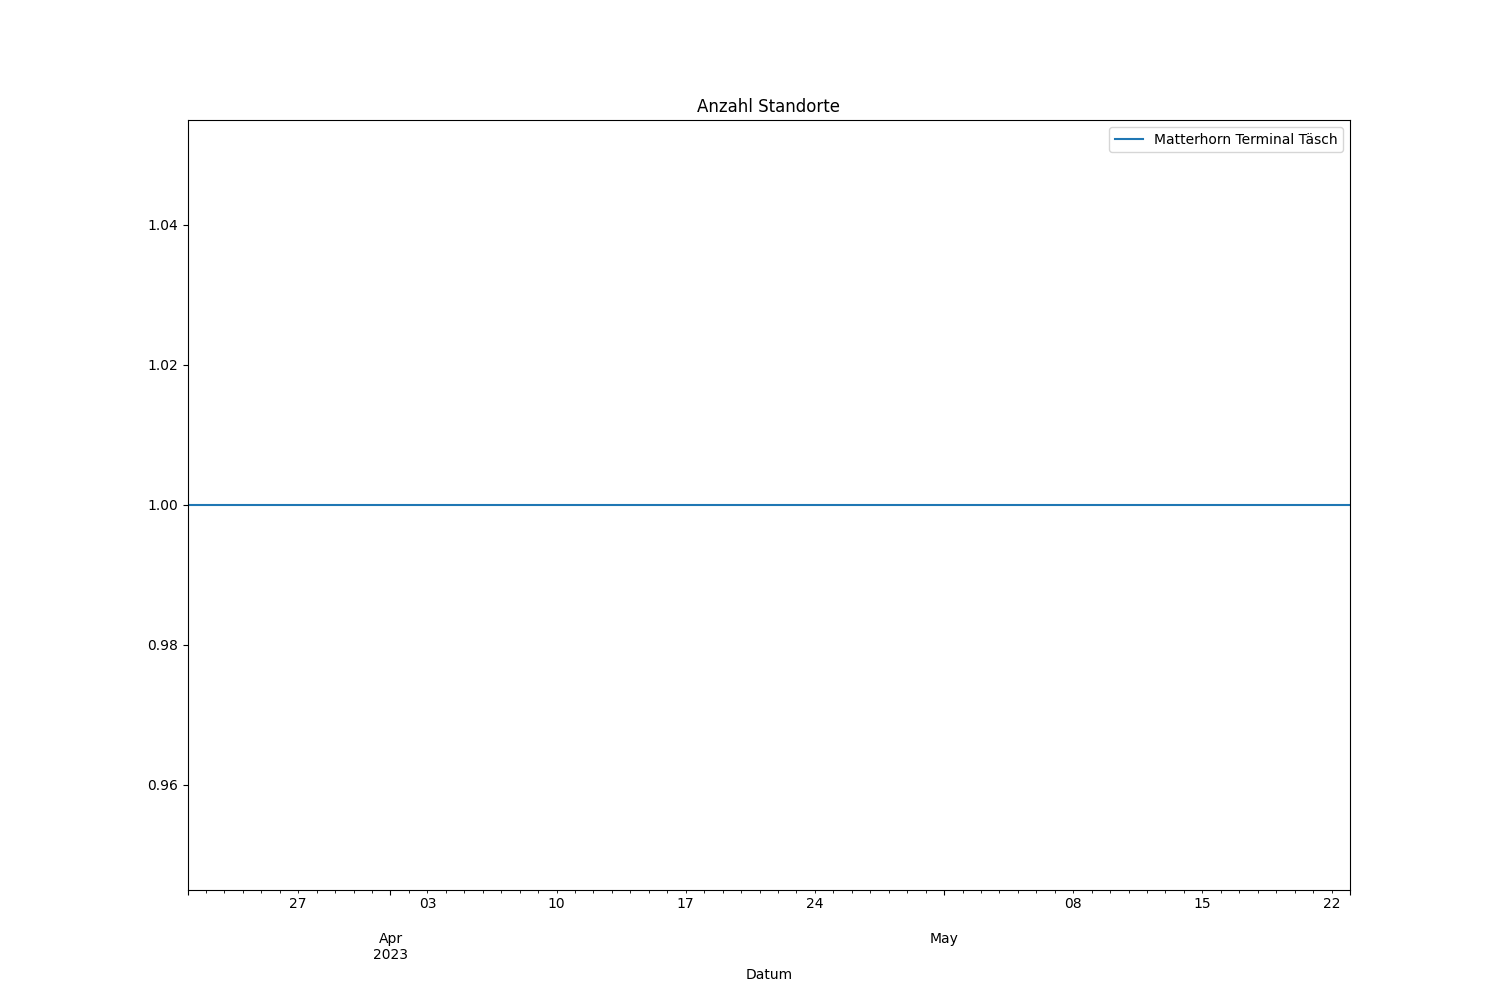 Anzahl Standorte
Matterhorn Terminal Täsch
1.04
1.02
1.00
0.98
0.96
27 03 10 17 24 08 15 22
Apr May
2023
Datum